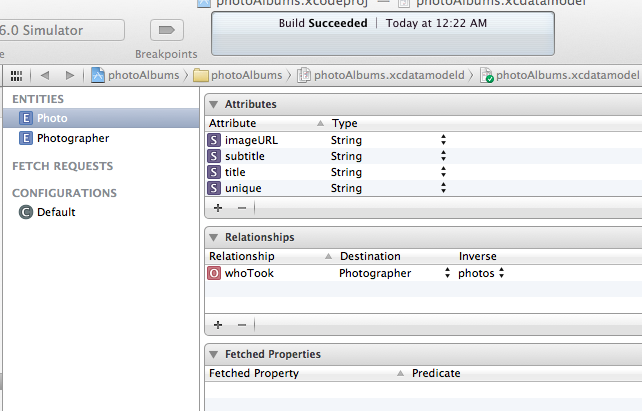 photoAlbums.xcodeproj photoAlbums.xcdatamodel
Build Succeeded | Today at 12:22 AM
6.0 Simulator
Breakpoints
photoAlbums photoAlbums photoAlbums.xcdatamodeld photoAlbums.xcdatamodel
ENTITIES
E Photo
E Photographer
FETCH REQUESTS
CONFIGURATIONS
C Default
Attributes
Attribute Type
S imageURL String
S subtitle String
S title String
S unique String
+ −
Relationships
Relationship Destination Inverse
O whoTook Photographer photos
+ −
Fetched Properties
Fetched Property Predicate